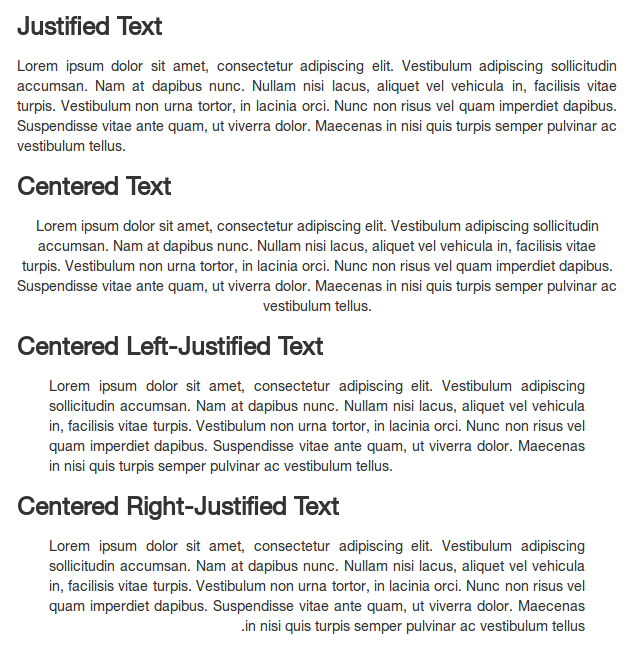 Justified Text
Lorem ipsum dolor sit amet, consectetur adipiscing elit. Vestibulum adipiscing sollicitudin
accumsan. Nam at dapibus nunc. Nullam nisi lacus, aliquet vel vehicula in, facilisis vitae
turpis. Vestibulum non urna tortor, in lacinia orci. Nunc non risus vel quam imperdiet dapibus.
Suspendisse vitae ante quam, ut viverra dolor. Maecenas in nisi quis turpis semper pulvinar ac
vestibulum tellus.
Centered Text
Lorem ipsum dolor sit amet, consectetur adipiscing elit. Vestibulum adipiscing sollicitudin
accumsan. Nam at dapibus nunc. Nullam nisi lacus, aliquet vel vehicula in, facilisis vitae
turpis. Vestibulum non urna tortor, in lacinia orci. Nunc non risus vel quam imperdiet dapibus.
Suspendisse vitae ante quam, ut viverra dolor. Maecenas in nisi quis turpis semper pulvinar ac
vestibulum tellus.
Centered Left-Justified Text
Lorem ipsum dolor sit amet, consectetur adipiscing elit. Vestibulum adipiscing
sollicitudin accumsan. Nam at dapibus nunc. Nullam nisi lacus, aliquet vel vehicula
in, facilisis vitae turpis. Vestibulum non urna tortor, in lacinia orci. Nunc non risus vel
quam imperdiet dapibus. Suspendisse vitae ante quam, ut viverra dolor. Maecenas
in nisi quis turpis semper pulvinar ac vestibulum tellus.
Centered Right-Justified Text
Lorem ipsum dolor sit amet, consectetur adipiscing elit. Vestibulum adipiscing
sollicitudin accumsan. Nam at dapibus nunc. Nullam nisi lacus, aliquet vel vehicula
in, facilisis vitae turpis. Vestibulum non urna tortor, in lacinia orci. Nunc non risus vel
quam imperdiet dapibus. Suspendisse vitae ante quam, ut viverra dolor. Maecenas
.in nisi quis turpis semper pulvinar ac vestibulum tellus